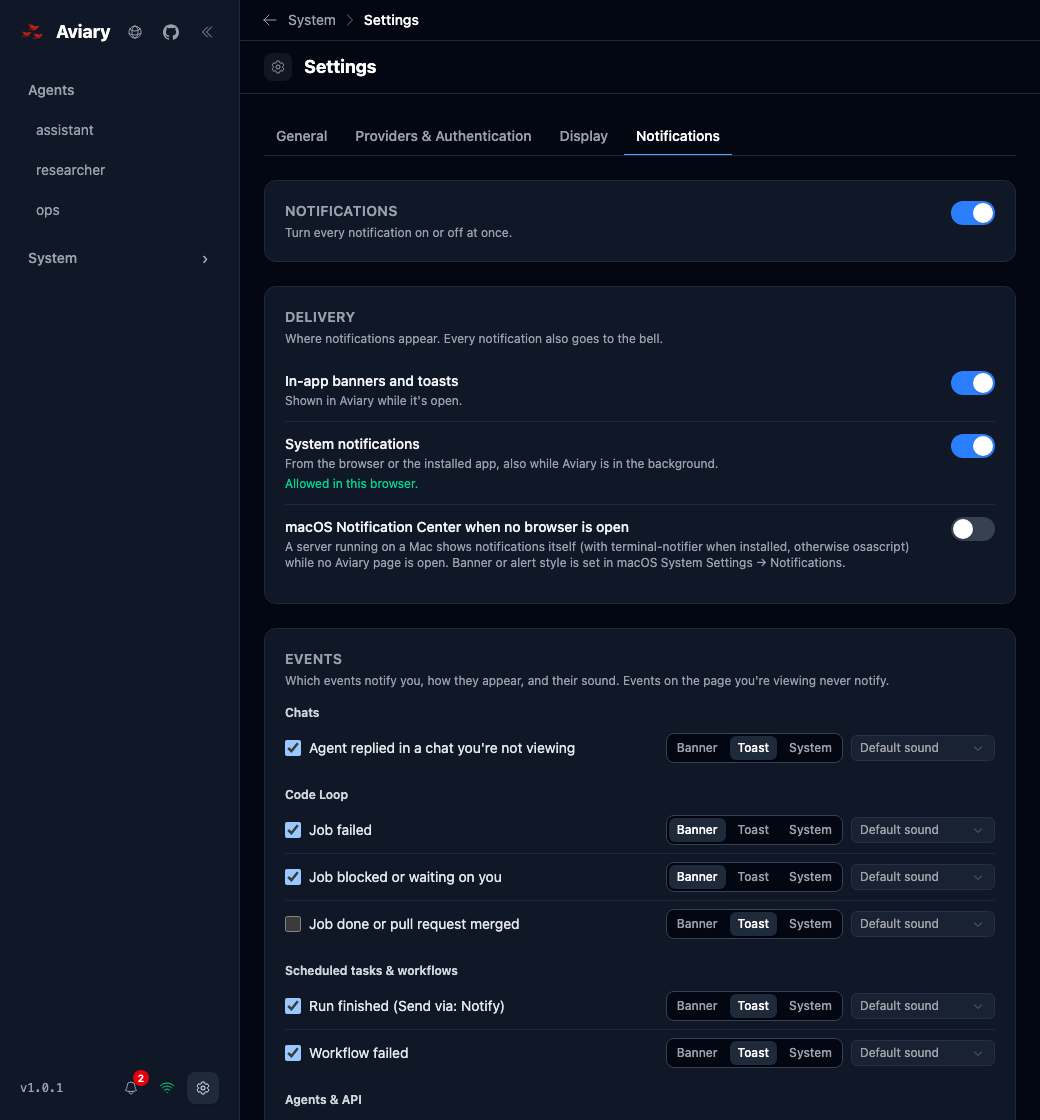 Aviary
System
Settings
Settings
Agents
assistant
researcher
ops
System
General
Providers & Authentication
Display
Notifications
NOTIFICATIONS
Turn every notification on or off at once.
DELIVERY
Where notifications appear. Every notification also goes to the bell.
In-app banners and toasts
Shown in Aviary while it's open.
System notifications
From the browser or the installed app, also while Aviary is in the background.
Allowed in this browser.
macOS Notification Center when no browser is open
A server running on a Mac shows notifications itself (with terminal-notifier when installed, otherwise osascript)
while no Aviary page is open. Banner or alert style is set in macOS System Settings → Notifications.
EVENTS
Which events notify you, how they appear, and their sound. Events on the page you're viewing never notify.
Chats
Agent replied in a chat you're not viewing
Banner Toast System Default sound
Code Loop
Job failed
Banner Toast System Default sound
Job blocked or waiting on you
Banner Toast System Default sound
Job done or pull request merged
Banner Toast System Default sound
Scheduled tasks & workflows
Run finished (Send via: Notify)
Banner Toast System Default sound
Workflow failed
Banner Toast System Default sound
Agents & API
v1.0.1
2